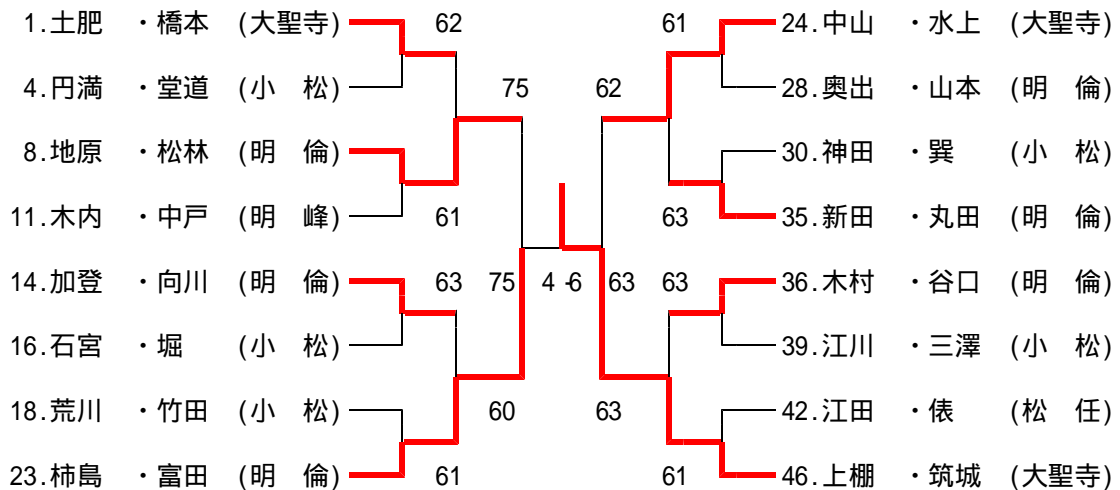 1.土肥 ・橋本 (大聖寺) 62 61 24.中山 ・水上 (大聖寺)
4.円満 ・堂道 (小 松) 75 62 28.奥出 ・山本 (明 倫)
8.地原 ・松林 (明 倫) 30.神田 ・巽 (小 松)
11.木内 ・中戸 (明 峰) 61 63 35.新田 ・丸田 (明 倫)
14.加登 ・向川 (明 倫) 63 75 4-6 63 63 36.木村 ・谷口 (明 倫)
16.石宮 ・堀 (小 松) 39.江川 ・三澤 (小 松)
18.荒川 ・竹田 (小 松) 60 63 42.江田 ・俵 (松 任)
23.柿島 ・富田 (明 倫) 61 61 46.上棚 ・筑城 (大聖寺)